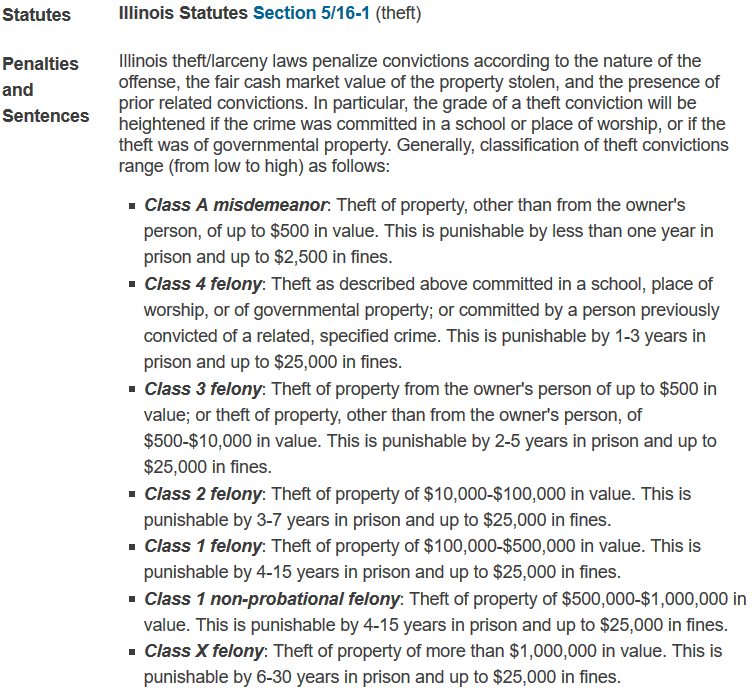 Statutes
Illinois Statutes Section 5/16-1 (theft)
Penalties
and
Sentences
Illinois theft/larceny laws penalize convictions according to the nature of the
offense, the fair cash market value of the property stolen, and the presence of
prior related convictions. In particular, the grade of a theft conviction will be
heightened if the crime was committed in a school or place of worship, or if the
theft was of governmental property. Generally, classification of theft convictions
range (from low to high) as follows:
▪ Class A misdemeanor: Theft of property, other than from the owner's
person, of up to $500 in value. This is punishable by less than one year in
prison and up to $2,500 in fines.
▪ Class 4 felony: Theft as described above committed in a school, place of
worship, or of governmental property; or committed by a person previously
convicted of a related, specified crime. This is punishable by 1-3 years in
prison and up to $25,000 in fines.
▪ Class 3 felony: Theft of property from the owner's person of up to $500 in
value; or theft of property, other than from the owner's person, of
$500-$10,000 in value. This is punishable by 2-5 years in prison and up to
$25,000 in fines.
▪ Class 2 felony: Theft of property of $10,000-$100,000 in value. This is
punishable by 3-7 years in prison and up to $25,000 in fines.
▪ Class 1 felony: Theft of property of $100,000-$500,000 in value. This is
punishable by 4-15 years in prison and up to $25,000 in fines.
▪ Class 1 non-probational felony: Theft of property of $500,000-$1,000,000 in
value. This is punishable by 4-15 years in prison and up to $25,000 in fines.
▪ Class X felony: Theft of property of more than $1,000,000 in value. This is
punishable by 6-30 years in prison and up to $25,000 in fines.